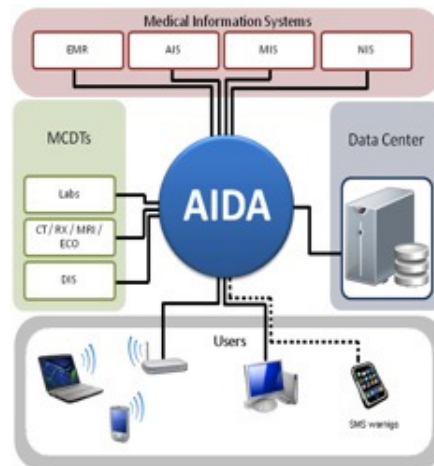 Medical Information Systems
EMR
AIS
MIS
NIS
MCDTs
Labs
CT / RX / MRI /
ECO
DIS
AIDA
Data Center
Users
SMS warnigs